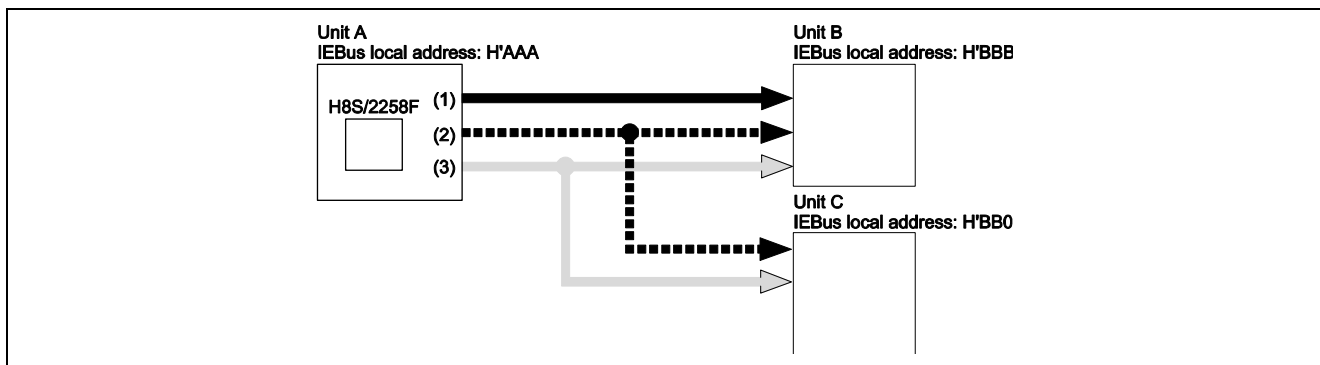 Unit A
IEBus local address: H'AAA
H8S/2258F
(1)
(2)
(3)
Unit B
IEBus local address: H'BBB
Unit C
IEBus local address: H'BB0